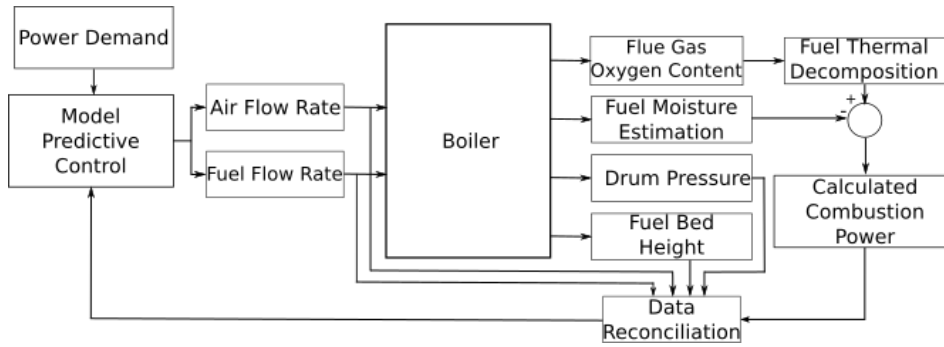 Power Demand
Model
Predictive
Control
Air Flow Rate
Fuel Flow Rate
Boiler
Flue Gas
Oxygen Content
Fuel Moisture
Estimation
Drum Pressure
Fuel Bed
Height
Fuel Thermal
Decomposition
+
-
Calculated
Combustion
Power
Data
Reconciliation